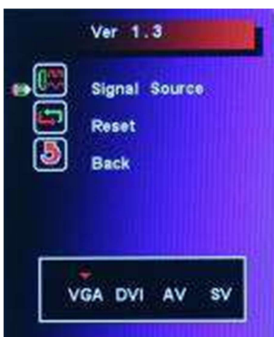 Ver 1.3
Signal Source
Reset
Back
VGA DVI AV SV